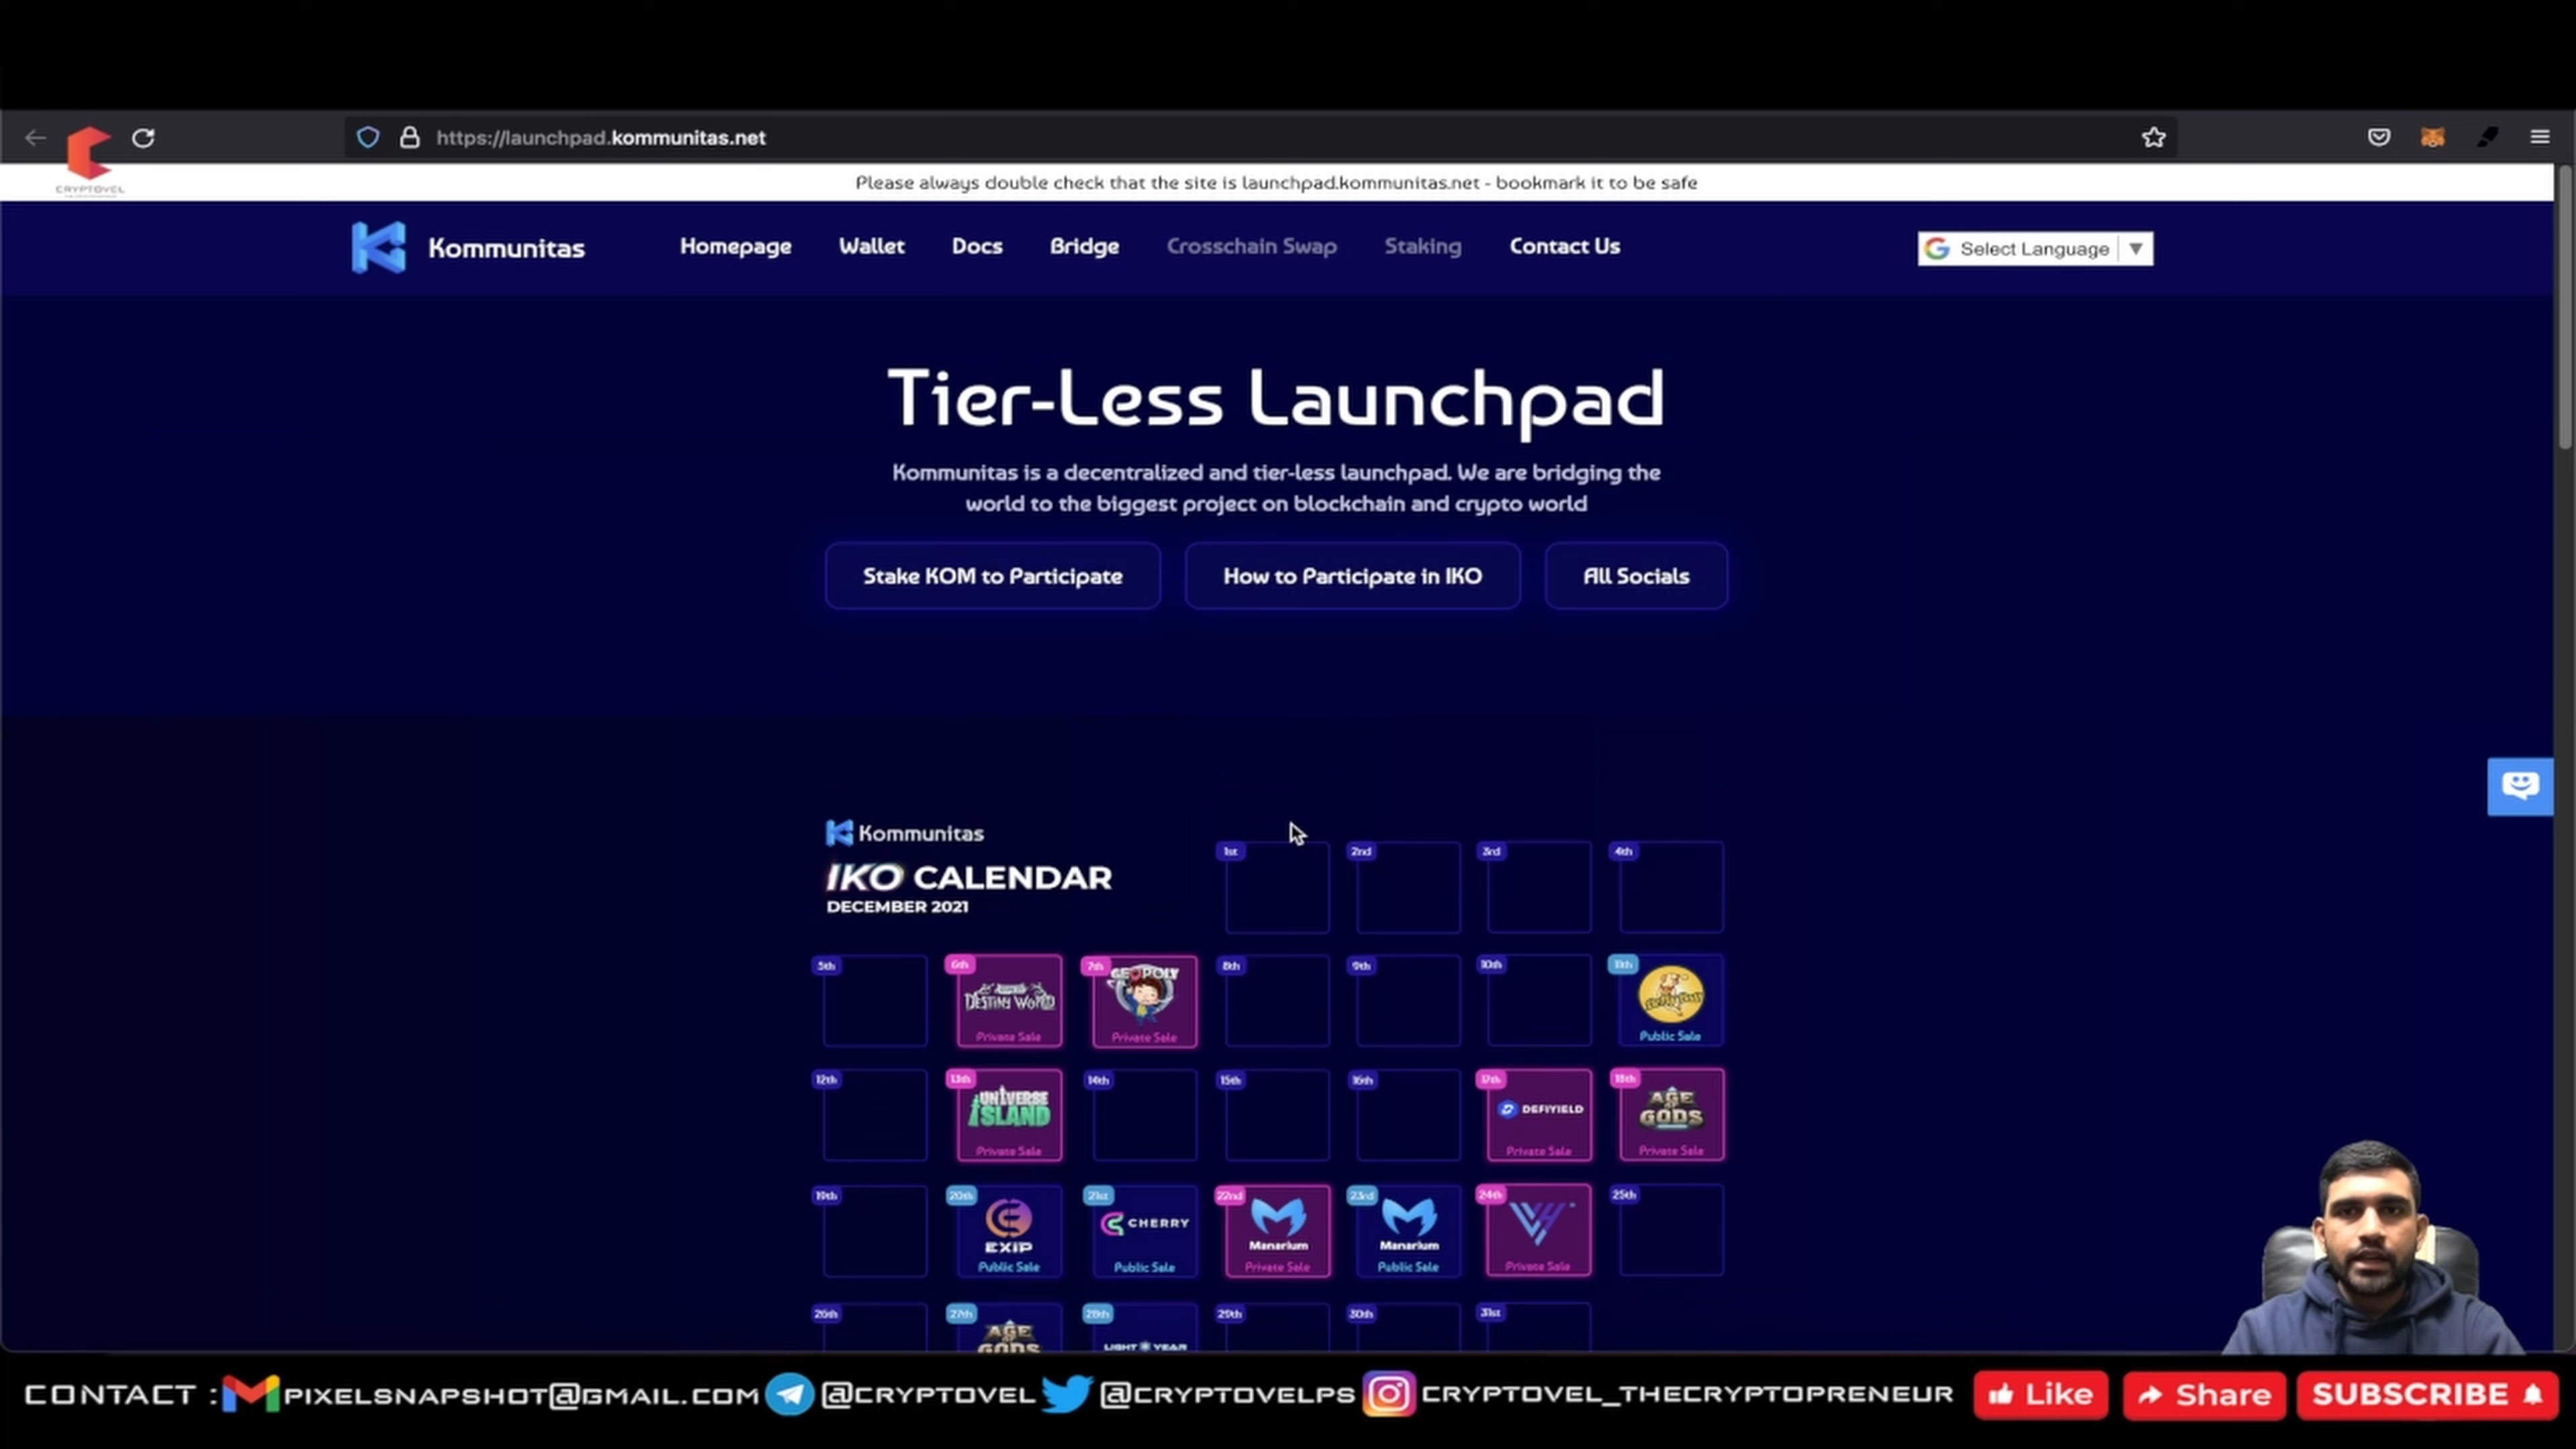 https://launchpad.kommunitas.net
CRYPTOVEL
Please always double check that the site is launchpad.kommunitas.net - bookmark it to be safe
Kommunitas
Homepage
Wallet
Docs
Bridge
Crosschain Swap
Staking
Contact Us
Select Language
Tier-Less Launchpad
Kommunitas is a decentralized and tier-less launchpad. We are bridging the
world to the biggest project on blockchain and crypto world
Stake KOM to Participate
How to Participate in IKO
All Socials
Kommunitas
IKO CALENDAR
DECEMBER 2021
1st
2nd
3rd
4th
5th
6th
DESTINY WORLD
Private Sale
7th
GEOPOLY
Private Sale
8th
9th
10th
11th
Public Sale
12th
13th
UNIVERSE
ISLAND
Private Sale
14th
15th
16th
17th
DEFIYIELD
Private Sale
18th
AGE
OF
GODS
Private Sale
19th
20th
EXIP
Public Sale
21st
CHERRY
Public Sale
22nd
Manarium
Private Sale
23rd
Manarium
Public Sale
24th
Private Sale
25th
26th
27th
AGE
OF
GODS
28th
LIGHT YEAR
29th
30th
31st
CONTACT : PIXELSNAPSHOT@GMAIL.COM @CRYPTOVEL @CRYPTOVELPS CRYPTOVEL_THECRYPTOPRENEUR Like Share SUBSCRIBE